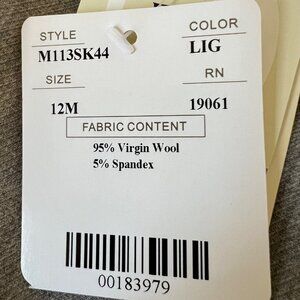 STYLE COLOR
M113SK44 LIG
SIZE RN
12M 19061
FABRIC CONTENT
95% Virgin Wool
5% Spandex
00183979